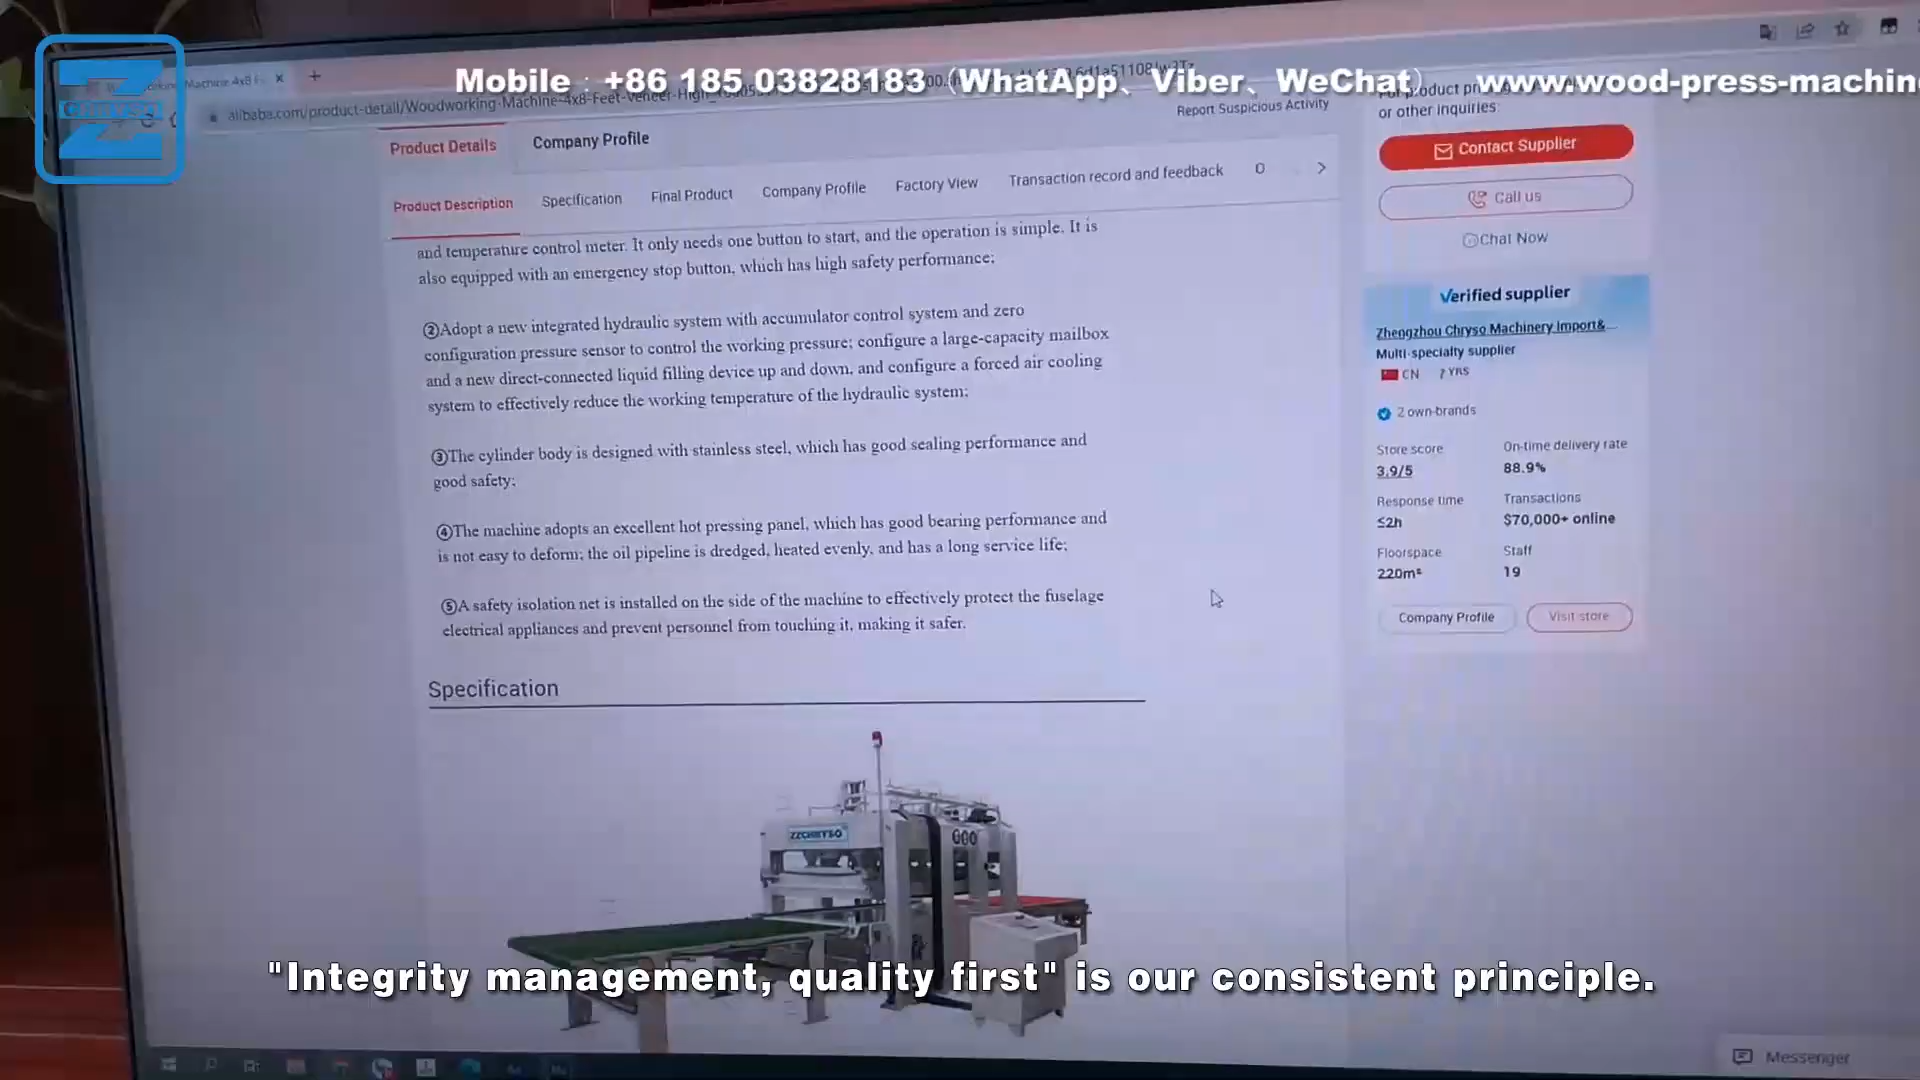 Mobile：+86 185 03828183（WhatApp、Viber、WeChat） www.wood-press-machin
Chryso
Machine 4x8 F
alibaba.com/product-detail/Woodworking-Machine-4x8-Feet-Veneer-High
Report Suspicious Activity
or other inquiries:
Contact Supplier
Call us
Chat Now
Product Details
Company Profile
Product Description
Specification
Final Product
Company Profile
Factory View
Transaction record and feedback
O
and temperature control meter. It only needs one button to start, and the operation is simple. It is
also equipped with an emergency stop button, which has high safety performance;
②Adopt a new integrated hydraulic system with accumulator control system and zero
configuration pressure sensor to control the working pressure; configure a large-capacity mailbox
and a new direct-connected liquid filling device up and down, and configure a forced air cooling
system to effectively reduce the working temperature of the hydraulic system;
③The cylinder body is designed with stainless steel, which has good sealing performance and
good safety;
④The machine adopts an excellent hot pressing panel, which has good bearing performance and
is not easy to deform; the oil pipeline is dredged, heated evenly, and has a long service life;
⑤A safety isolation net is installed on the side of the machine to effectively protect the fuselage
electrical appliances and prevent personnel from touching it, making it safer.
Specification
ZZCHRYSO
Verified supplier
Zhengzhou Chryso Machinery Import&...
Multi-specialty supplier
CN YRS
2 own-brands
Store score
3.9/5
On-time delivery rate
88.9%
Response time
≤2h
Transactions
$70,000+ online
Floorspace
220m²
Staff
19
Company Profile
Visit store
"Integrity management, quality first" is our consistent principle.
Messenger